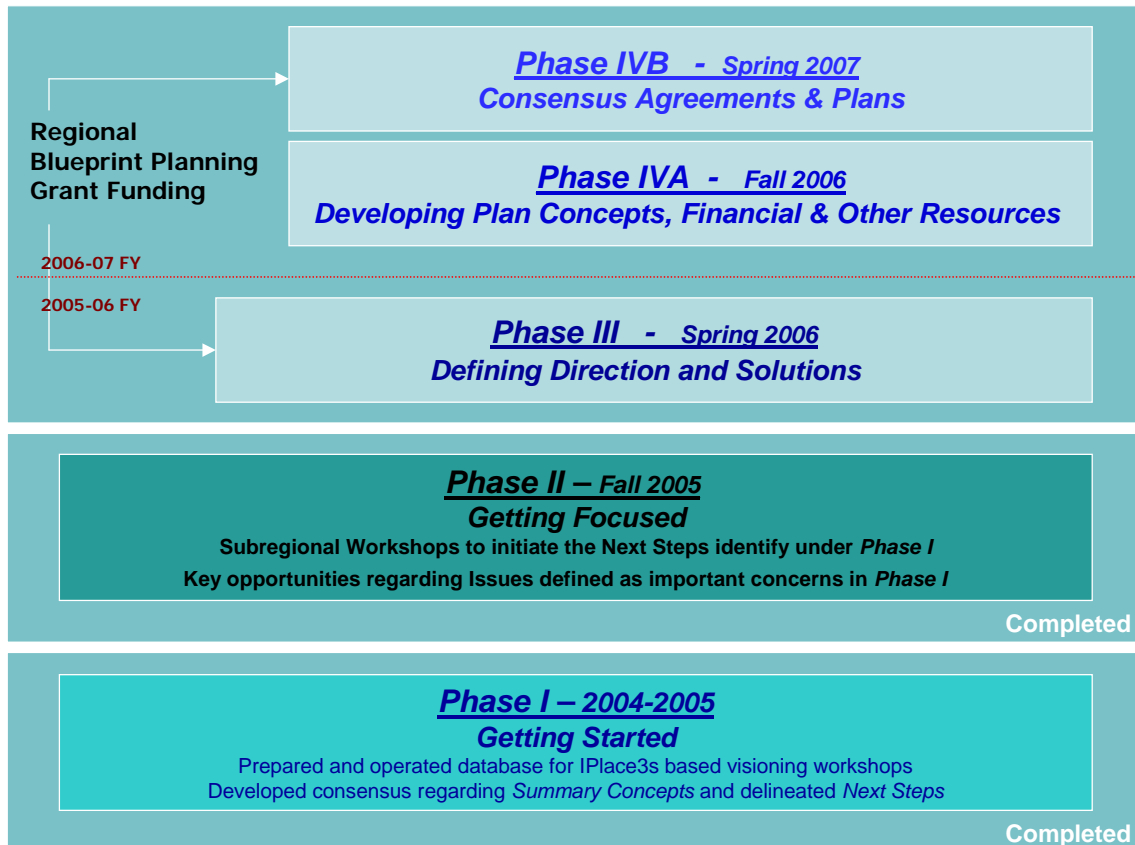 Phase IVB - Spring 2007
Consensus Agreements & Plans
Regional
Blueprint Planning
Grant Funding
Phase IVA - Fall 2006
Developing Plan Concepts, Financial & Other Resources
2006-07 FY
2005-06 FY
Phase III - Spring 2006
Defining Direction and Solutions
Phase II – Fall 2005
Getting Focused
Subregional Workshops to initiate the Next Steps identify under Phase I
Key opportunities regarding Issues defined as important concerns in Phase I
Completed
Phase I – 2004-2005
Getting Started
Prepared and operated database for IPlace3s based visioning workshops
Developed consensus regarding Summary Concepts and delineated Next Steps
Completed